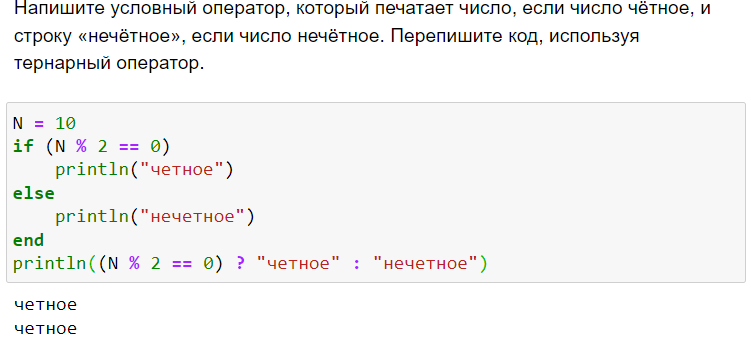 Напишите условный оператор, который печатает число, если число чётное, и
строку «нечётное», если число нечётное. Перепишите код, используя
тернарный оператор.
N = 10
if (N % 2 == 0)
    println("четное")
else
    println("нечетное")
end
println((N % 2 == 0) ? "четное" : "нечетное")
четное
четное